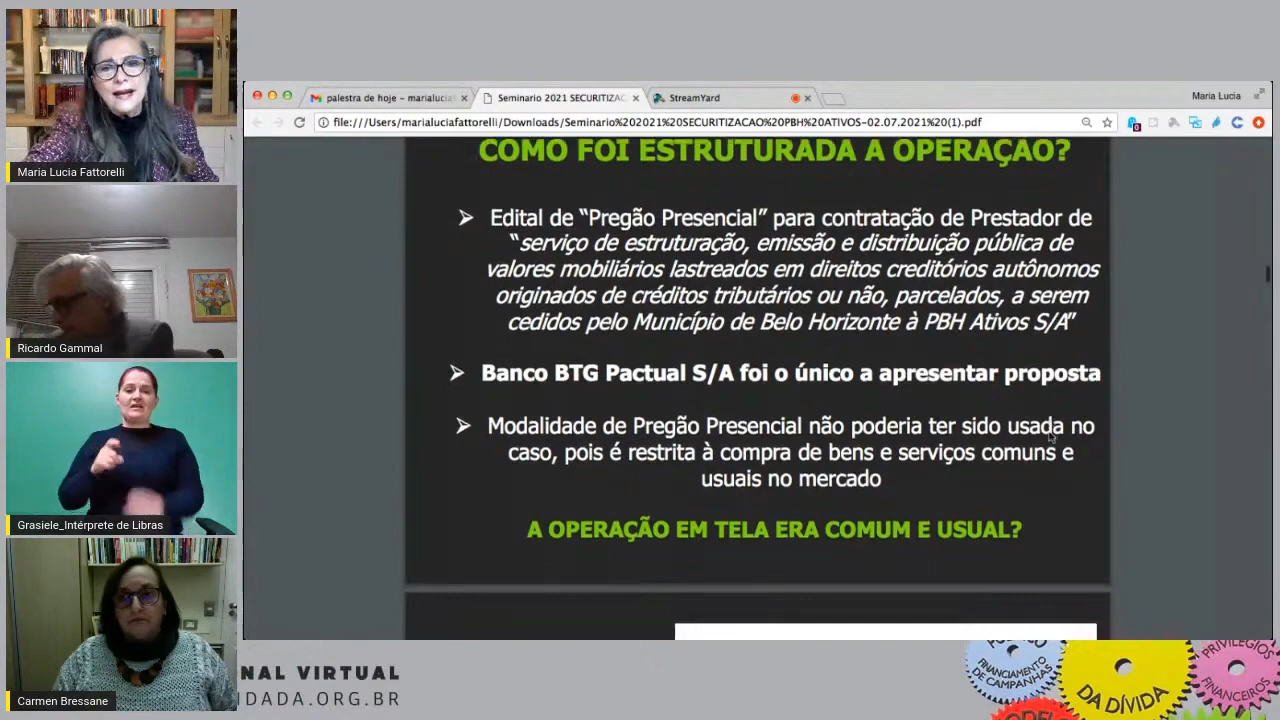 Maria Lucia Fattorelli
Ricardo Gammal
Grasiele_Intérprete de Libras
Carmen Bressane
palestra de hoje – marialucia
Seminario 2021 SECURITIZAC
StreamYard
Maria Lucia
file:///Users/marialuciafattorelli/Downloads/Seminario%202021%20SECURITIZACAO%20PBH%20ATIVOS-02.07.2021%20(1).pdf
COMO FOI ESTRUTURADA A OPERAÇÃO?
➢ Edital de “Pregão Presencial” para contratação de Prestador de
“serviço de estruturação, emissão e distribuição pública de
valores mobiliários lastreados em direitos creditórios autônomos
originados de créditos tributários ou não, parcelados, a serem
cedidos pelo Município de Belo Horizonte à PBH Ativos S/A”
➢ Banco BTG Pactual S/A foi o único a apresentar proposta
➢ Modalidade de Pregão Presencial não poderia ter sido usada no
caso, pois é restrita à compra de bens e serviços comuns e
usuais no mercado
A OPERAÇÃO EM TELA ERA COMUM E USUAL?
NAL VIRTUAL
IDADA.ORG.BR
FINANCIAMENTO
DE CAMPANHAS
DA DÍVIDA
PRIVILÉGIOS
FINANCEIROS